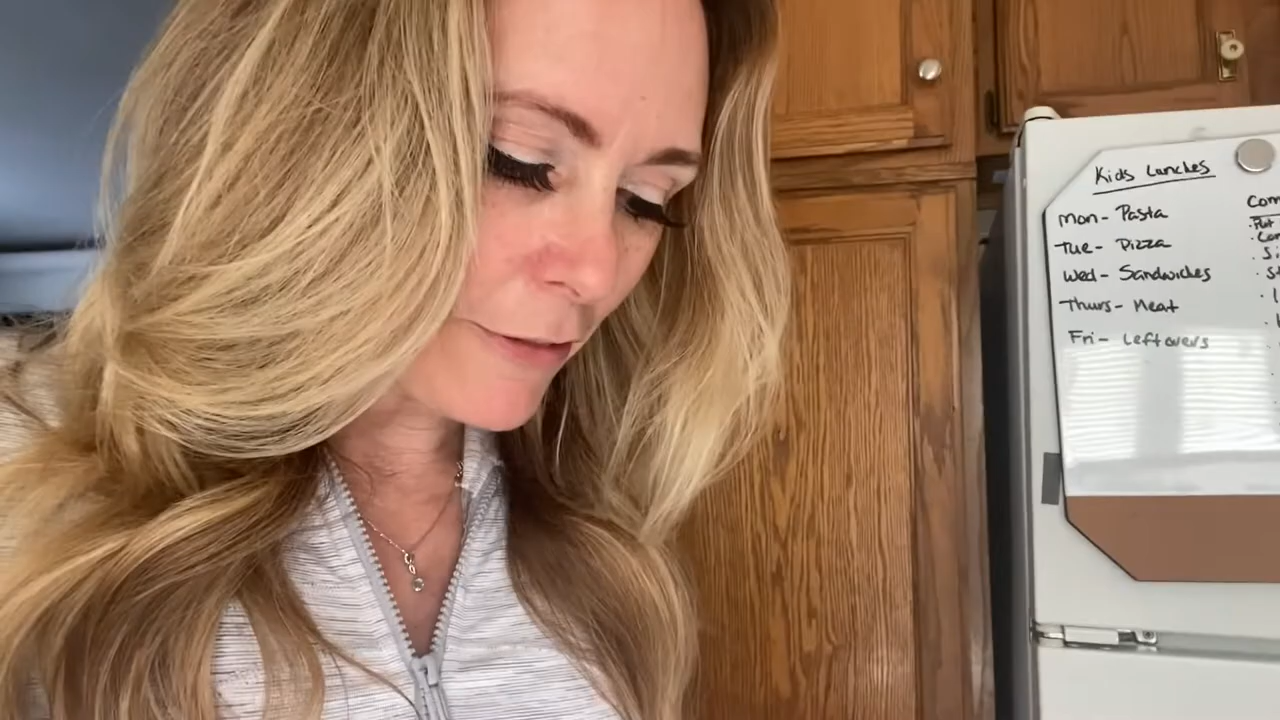 Kids Lunches
Mon- Pasta
Tue- Pizza
Wed- Sandwiches
Thurs- Meat
Fri- Leftovers